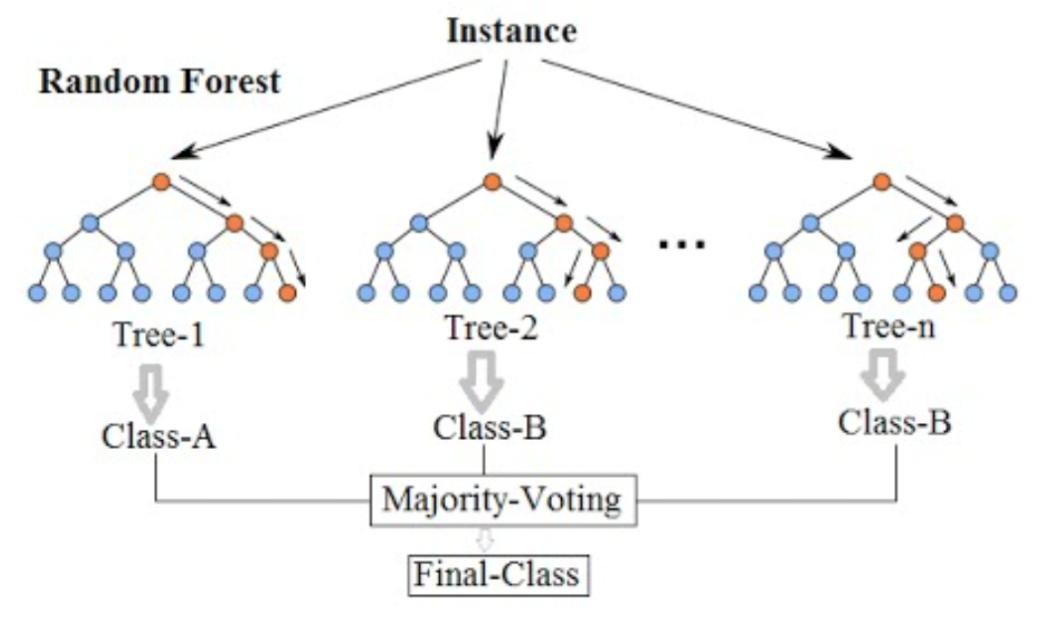 Instance
Random Forest
...
Tree-1
Tree-2
Tree-n
Class-A
Class-B
Class-B
Majority-Voting
Final-Class